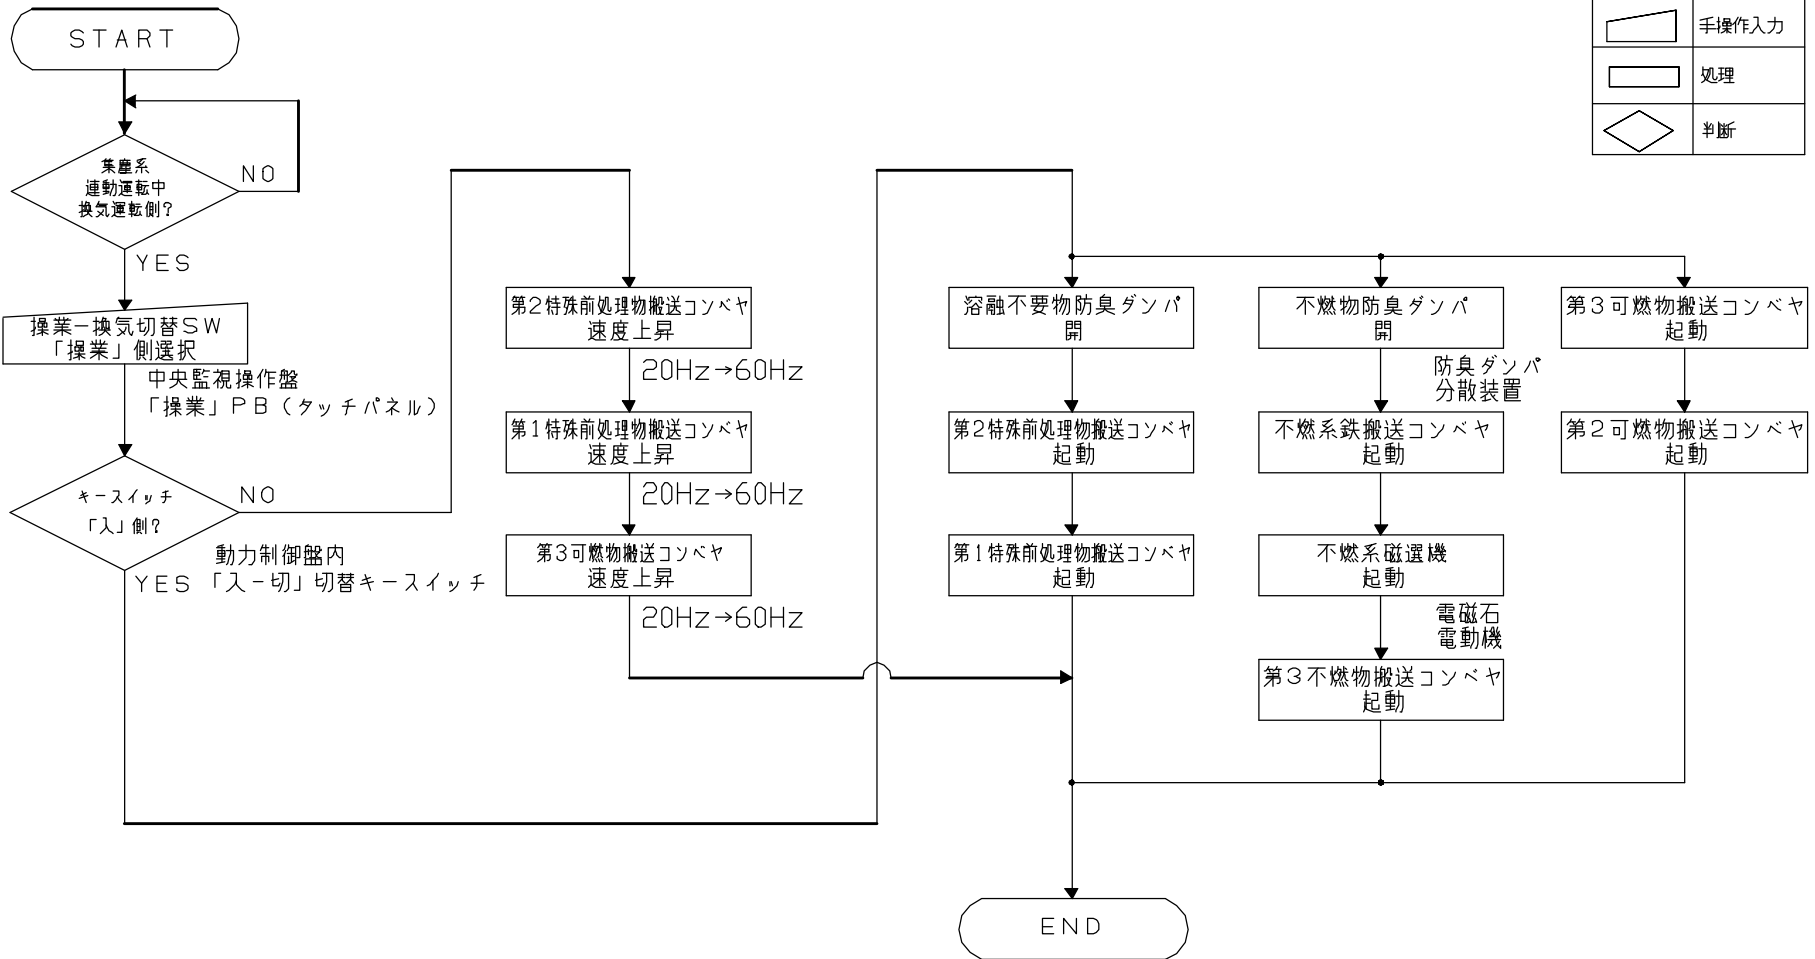 START
手操作入力
処理
判断
集塵系
連動運転中
換気運転側？
NO
YES
操業－換気切替ＳＷ
「操業」側選択
中央監視操作盤
「操業」ＰＢ（タッチパネル）
キースイッチ
「入」側？
NO
動力制御盤内
「入－切」切替キースイッチ
YES
第２特殊前処理物搬送コンベヤ
速度上昇
20Hz→60Hz
第１特殊前処理物搬送コンベヤ
速度上昇
20Hz→60Hz
第３可燃物搬送コンベヤ
速度上昇
20Hz→60Hz
溶融不要物防臭ダンパ
開
第２特殊前処理物搬送コンベヤ
起動
第１特殊前処理物搬送コンベヤ
起動
不燃物防臭ダンパ
開
防臭ダンパ
分散装置
不燃系鉄搬送コンベヤ
起動
不燃系磁選機
起動
電磁石
電動機
第３不燃物搬送コンベヤ
起動
第３可燃物搬送コンベヤ
起動
第２可燃物搬送コンベヤ
起動
END